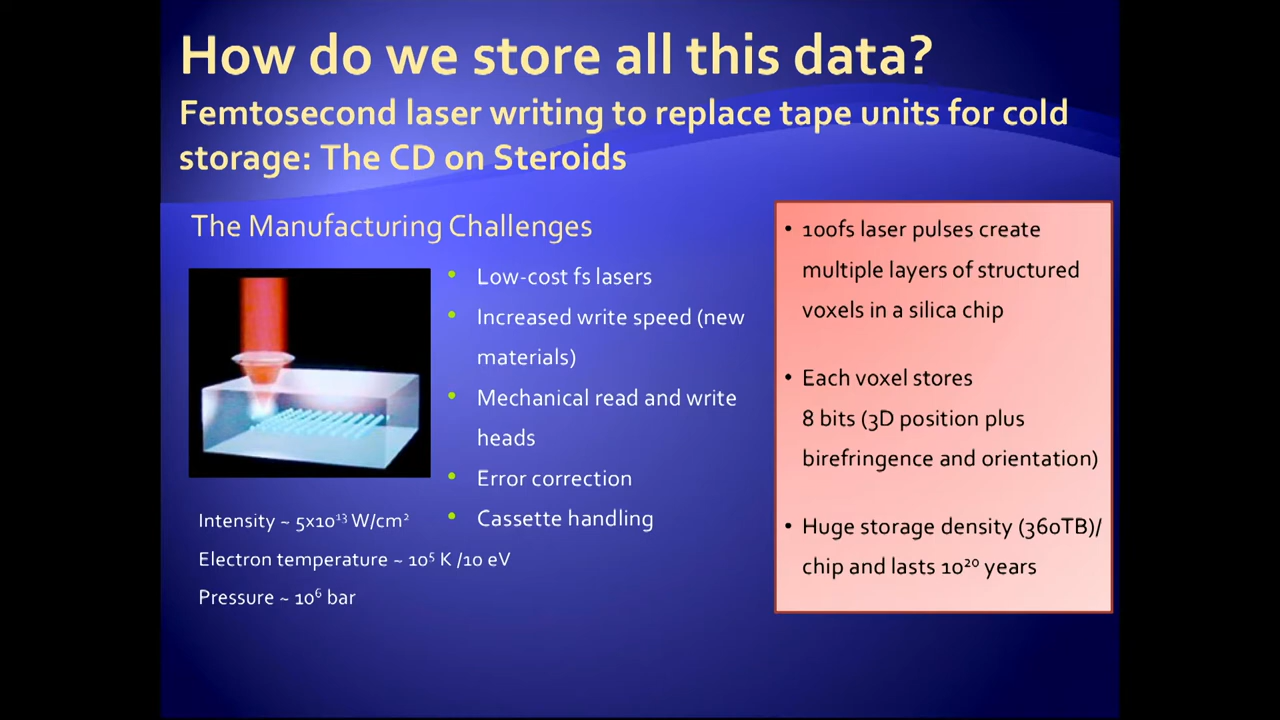 How do we store all this data?
Femtosecond laser writing to replace tape units for cold
storage: The CD on Steroids
The Manufacturing Challenges
• Low-cost fs lasers
• Increased write speed (new
materials)
• Mechanical read and write
heads
• Error correction
• Cassette handling
Intensity ~ 5x10¹³ W/cm²
Electron temperature ~ 10⁵ K /10 eV
Pressure ~ 10⁶ bar
• 100fs laser pulses create
multiple layers of structured
voxels in a silica chip
• Each voxel stores
8 bits (3D position plus
birefringence and orientation)
• Huge storage density (360TB)/
chip and lasts 10²⁰ years